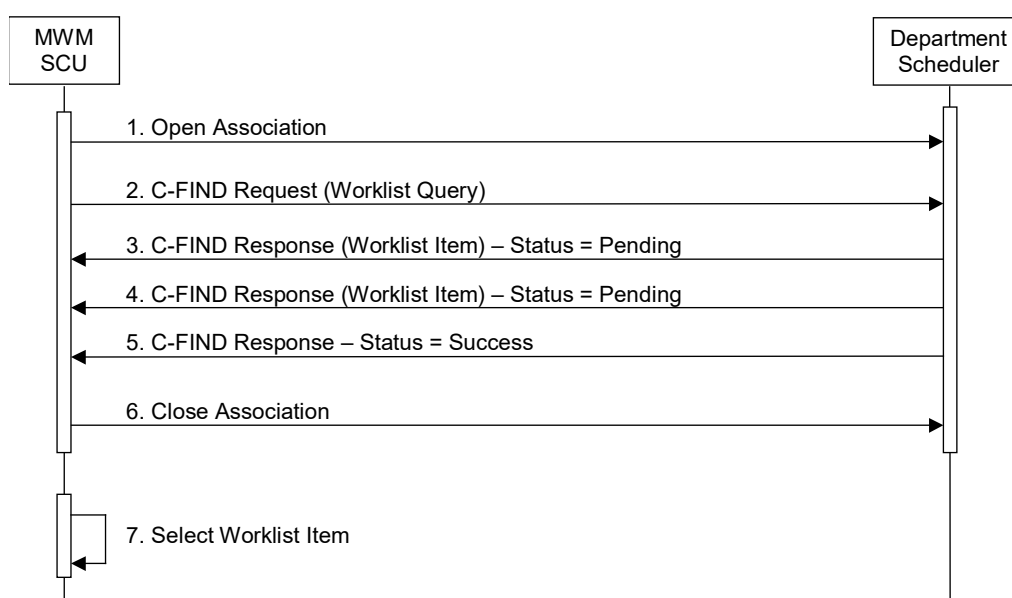 MWM
SCU
Department
Scheduler
1. Open Association
2. C-FIND Request (Worklist Query)
3. C-FIND Response (Worklist Item) – Status = Pending
4. C-FIND Response (Worklist Item) – Status = Pending
5. C-FIND Response – Status = Success
6. Close Association
7. Select Worklist Item